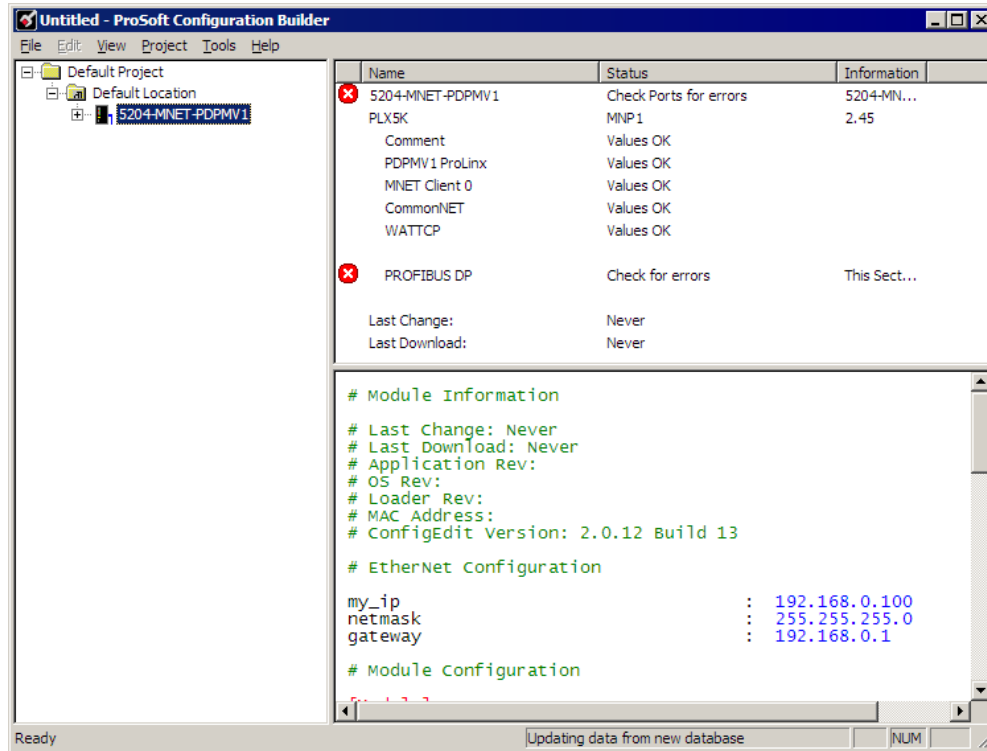 Untitled - ProSoft Configuration Builder
File Edit View Project Tools Help
Default Project
Default Location
5204-MNET-PDPMV1
Name Status Information
5204-MNET-PDPMV1 Check Ports for errors 5204-MN...
PLX5K MNP1 2.45
Comment Values OK
PDPMV1 ProLinx Values OK
MNET Client 0 Values OK
CommonNET Values OK
WATTCP Values OK
PROFIBUS DP Check for errors This Sect...
Last Change: Never
Last Download: Never
# Module Information
# Last Change: Never
# Last Download: Never
# Application Rev:
# OS Rev:
# Loader Rev:
# MAC Address:
# ConfigEdit Version: 2.0.12 Build 13
# EtherNet Configuration
my_ip : 192.168.0.100
netmask : 255.255.255.0
gateway : 192.168.0.1
# Module Configuration
Ready Updating data from new database NUM